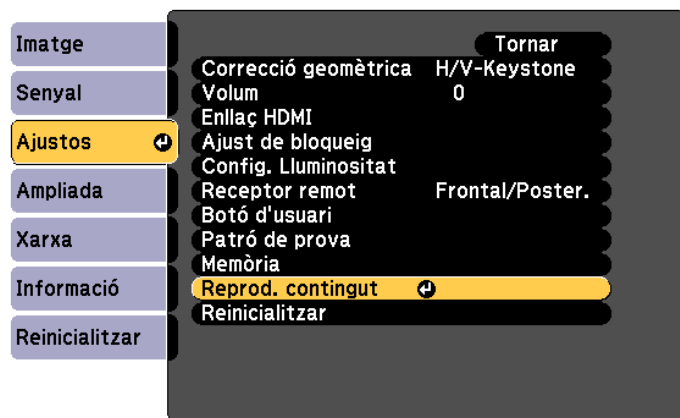 Imatge
Senyal
Ajustos
Ampliada
Xarxa
Informació
Reinicialitzar
Tornar
Correcció geomètrica H/V-Keystone
Volum 0
Enllaç HDMI
Ajust de bloqueig
Config. Lluminositat
Receptor remot Frontal/Poster.
Botó d'usuari
Patró de prova
Memòria
Reprod. contingut
Reinicialitzar